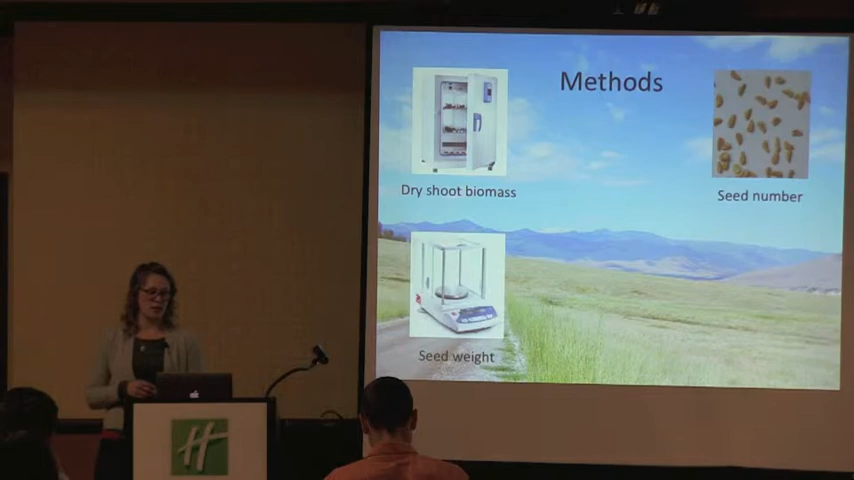 Methods
Dry shoot biomass
Seed number
Seed weight
H